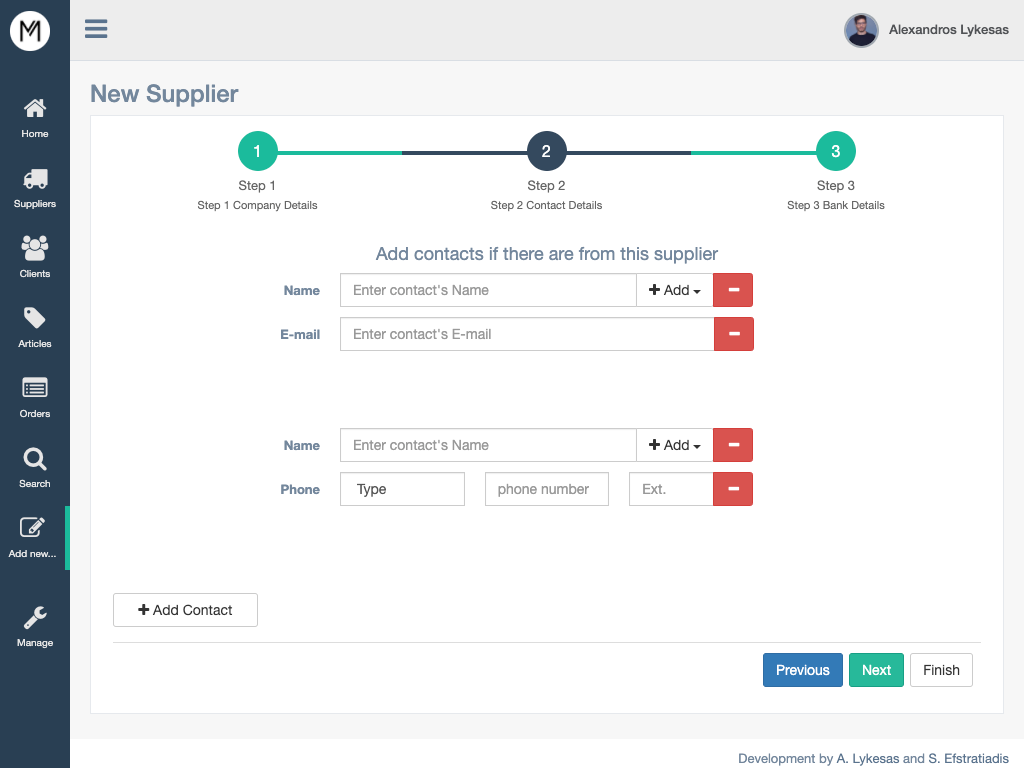 M
Alexandros Lykesas
Home
Suppliers
Clients
Articles
Orders
Search
Add new...
Manage
New Supplier
1 2 3
Step 1 Step 2 Step 3
Step 1 Company Details Step 2 Contact Details Step 3 Bank Details
Add contacts if there are from this supplier
Name Enter contact's Name Add
E-mail Enter contact's E-mail
Name Enter contact's Name Add
Phone Type phone number Ext.
Add Contact
Previous Next Finish
Development by A. Lykesas and S. Efstratiadis